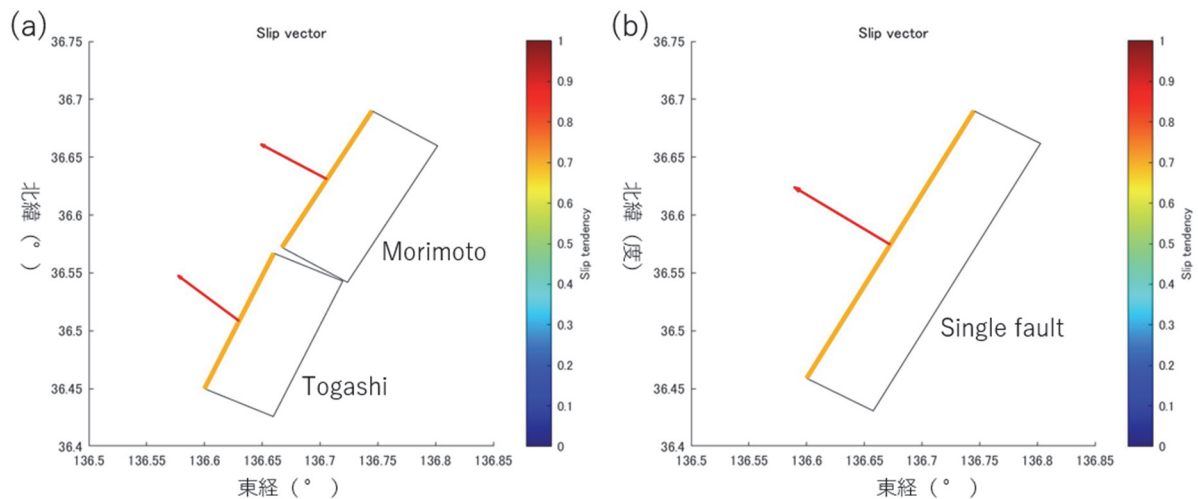 (a)
Slip vector
36.75
36.7
36.65
36.6
36.55
36.5
36.45
36.4
北緯（°）
136.5 136.55 136.6 136.65 136.7 136.75 136.8 136.85
東経（°）
Morimoto
Togashi
1
0.9
0.8
0.7
0.6
0.5
0.4
0.3
0.2
0.1
0
Slip tendency
(b)
Slip vector
36.75
36.7
36.65
36.6
36.55
36.5
36.45
36.4
北緯（度）
136.5 136.55 136.6 136.65 136.7 136.75 136.8 136.85
東経（°）
Single fault
1
0.9
0.8
0.7
0.6
0.5
0.4
0.3
0.2
0.1
0
Slip tendency